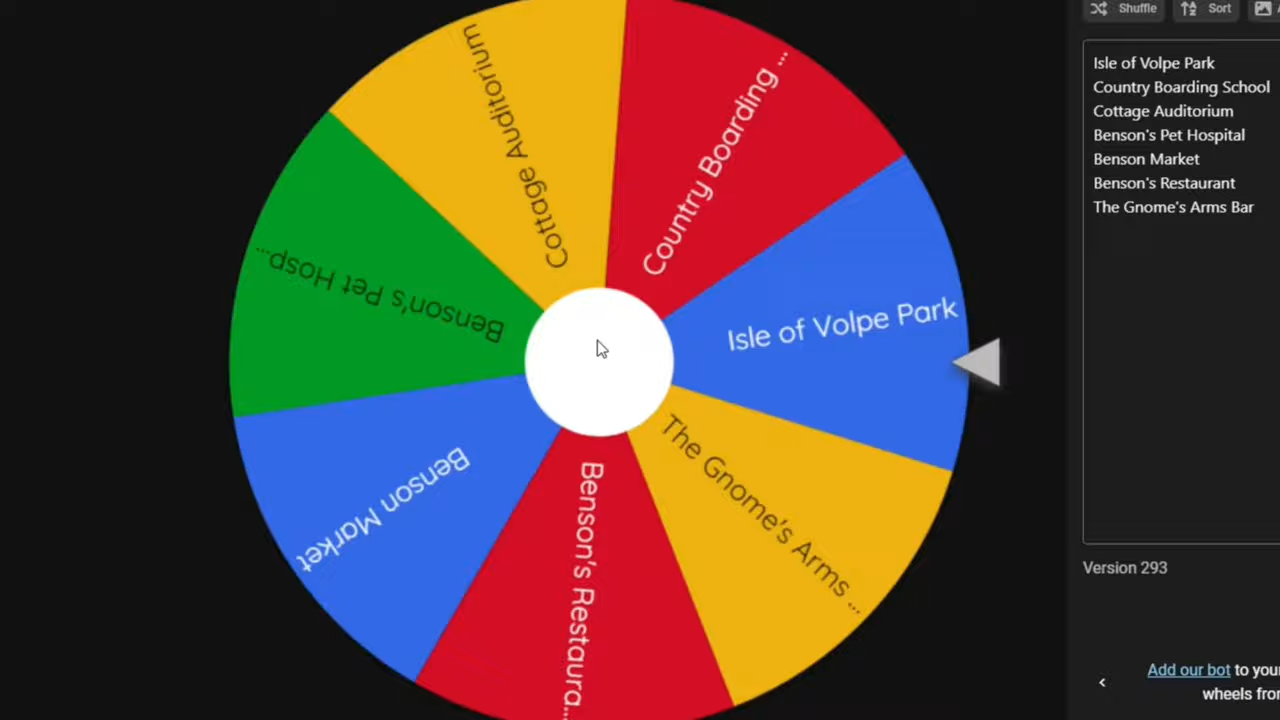 Shuffle
Sort
Isle of Volpe Park
Country Boarding School
Cottage Auditorium
Benson's Pet Hospital
Benson Market
Benson's Restaurant
The Gnome's Arms Bar
Cottage Auditorium
Country Boarding ...
Isle of Volpe Park
The Gnome's Arms ...
Benson's Restaura...
Benson Market
Benson's Pet Hosp...
Version 293
Add our bot to your
wheels from